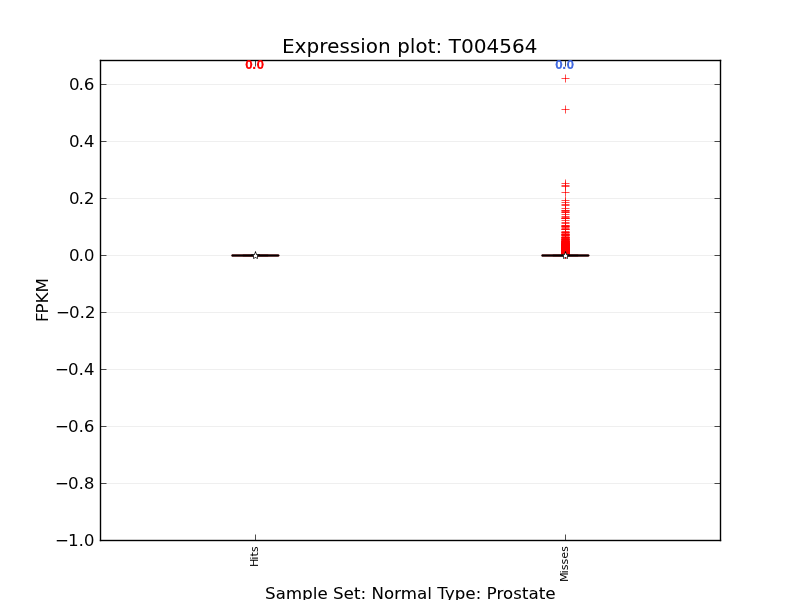 Expression plot: T004564
0.0 0.0
0.6
0.4
0.2
0.0
−0.2
−0.4
−0.6
−0.8
−1.0
FPKM
Hits Misses
Sample Set: Normal Type: Prostate